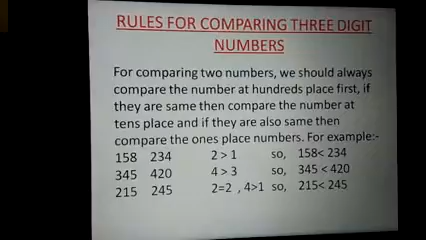 RULES FOR COMPARING THREE DIGIT
NUMBERS
For comparing two numbers, we should always
compare the number at hundreds place first, if
they are same then compare the number at
tens place and if they are also same then
compare the ones place numbers. For example:-
158 234 2 > 1 so, 158< 234
345 420 4 > 3 so, 345 < 420
215 245 2=2 , 4>1 so, 215< 245